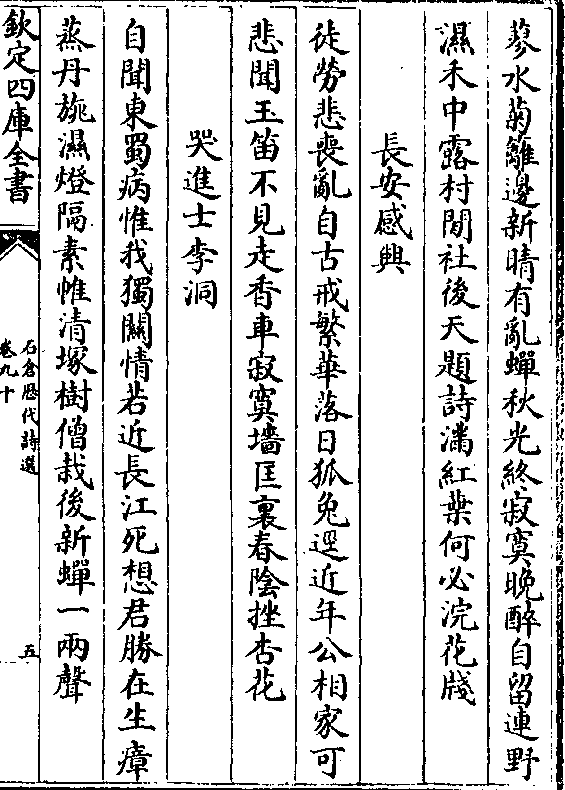 蓼水菊籬邊新晴有亂蟬秋光終寂寞晚醉自留連野
濕禾中露村閒社後天題詩滿紅葉何必浣花牋
長安感興
徒勞悲喪亂自古戒繁華落日狐兔逕近年公相家可
悲聞玉笛不見走香車寂寞墻匡裏春陰挫杏花
哭進士李洞
自聞東蜀病惟我獨關情若近長江死想君勝在生瘴
蒸丹旐濕燈隔素帷清塚樹僧栽後新蟬一兩聲
欽定四庫全書
石倉歷代詩選
卷九十
五